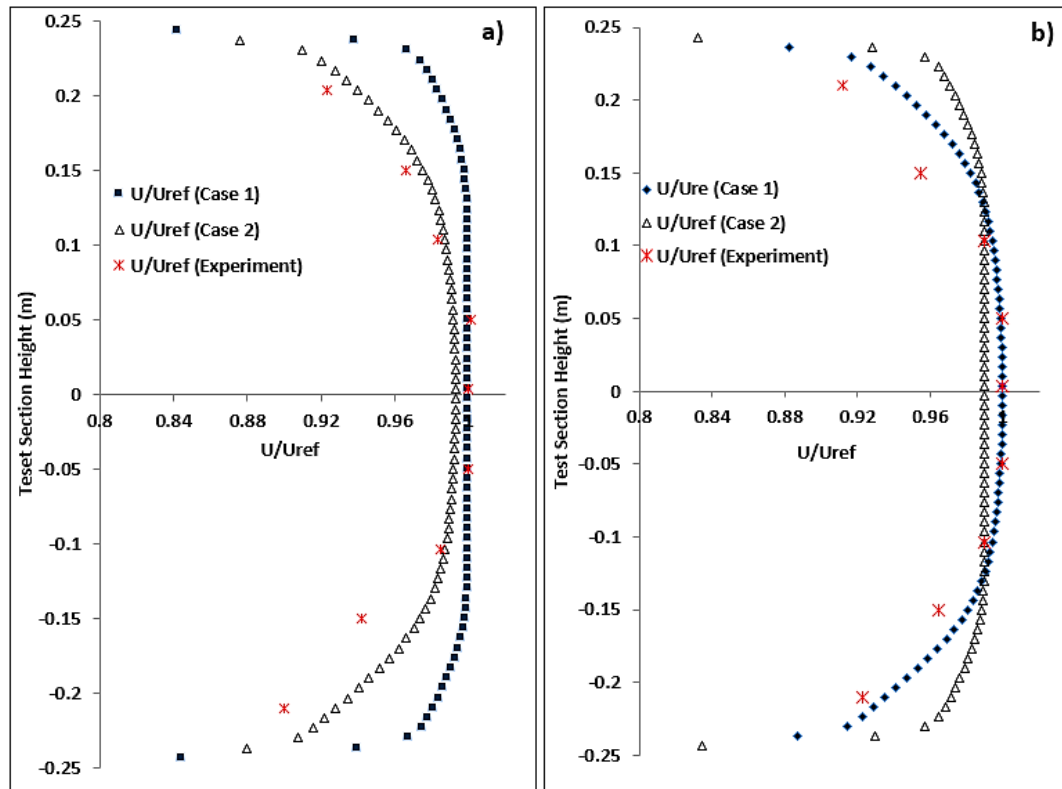 a)
0.25
0.2
0.15
0.1
0.05
0
-0.05
-0.1
-0.15
-0.2
-0.25
0.8
0.84
0.88
0.92
0.96
U/Uref
Teset Section Height (m)
U/Uref (Case 1)
U/Uref (Case 2)
U/Uref (Experiment)
b)
0.25
0.2
0.15
0.1
0.05
0
-0.05
-0.1
-0.15
-0.2
-0.25
0.8
0.84
0.88
0.92
0.96
U/Uref
Test Section Height (m)
U/Ure (Case 1)
U/Uref (Case 2)
U/Uref (Experiment)